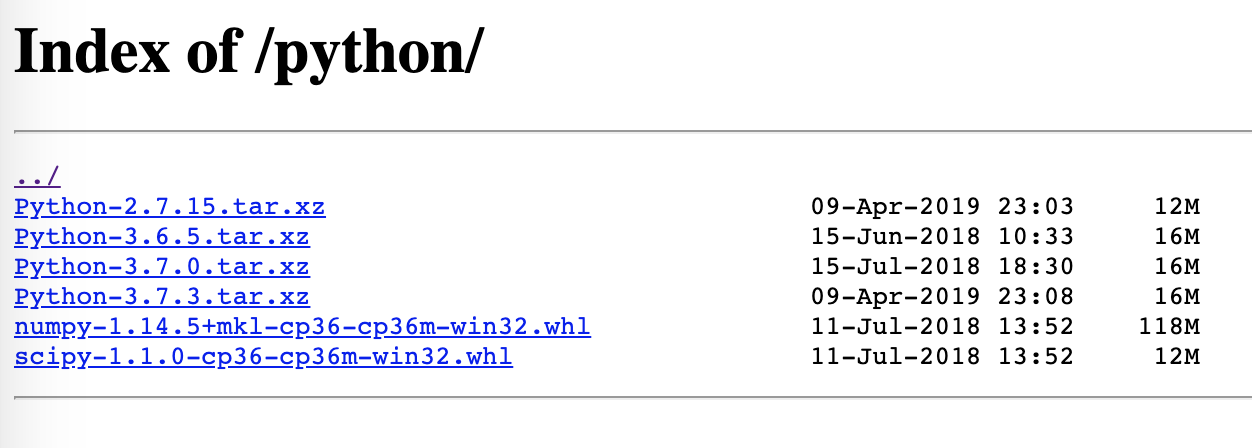 Index of /python/
../
Python-2.7.15.tar.xz 09-Apr-2019 23:03 12M
Python-3.6.5.tar.xz 15-Jun-2018 10:33 16M
Python-3.7.0.tar.xz 15-Jul-2018 18:30 16M
Python-3.7.3.tar.xz 09-Apr-2019 23:08 16M
numpy-1.14.5+mkl-cp36-cp36m-win32.whl 11-Jul-2018 13:52 118M
scipy-1.1.0-cp36-cp36m-win32.whl 11-Jul-2018 13:52 12M